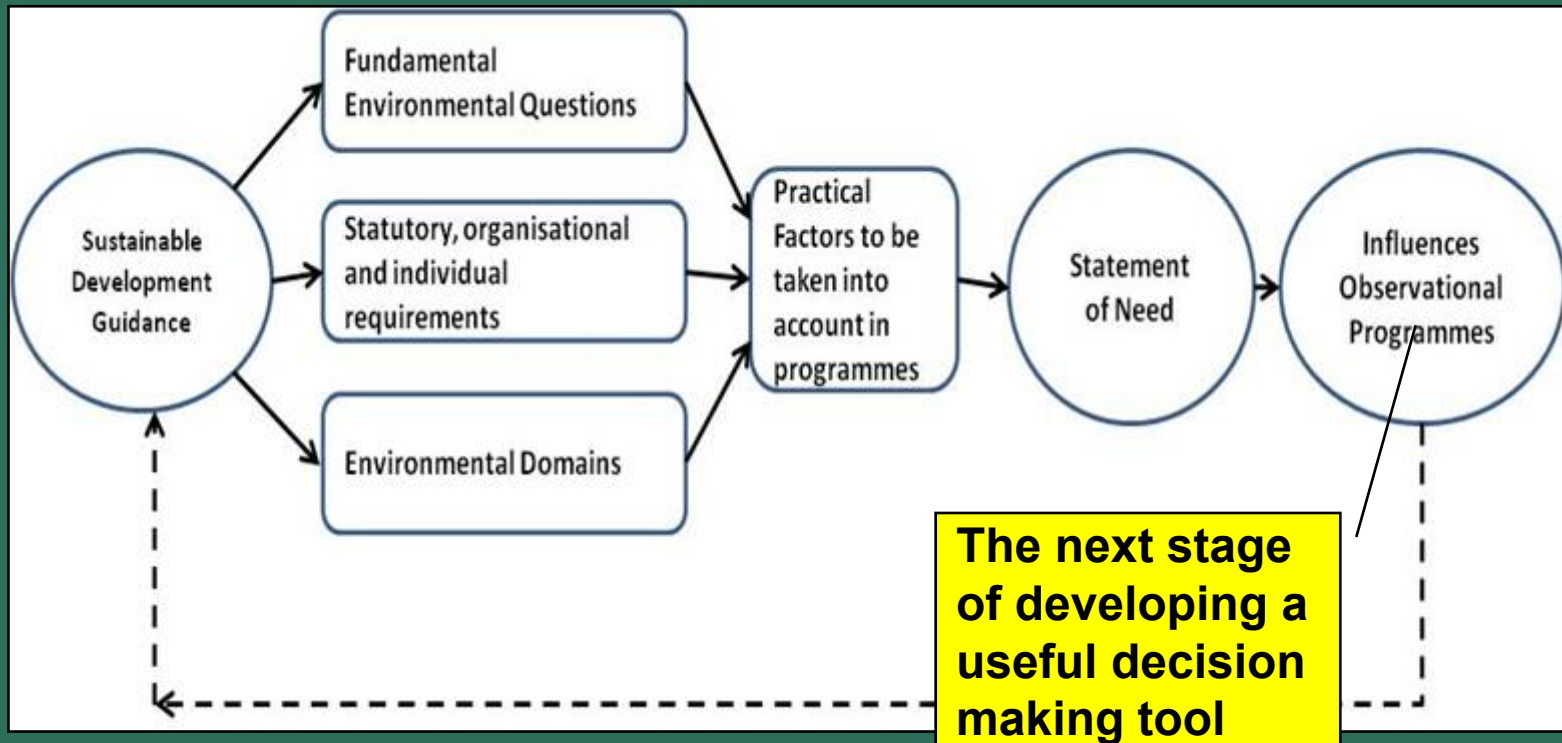 Sustainable
Development
Guidance
Fundamental
Environmental Questions
Statutory, organisational
and individual
requirements
Environmental Domains
Practical
Factors to be
taken into
account in
programmes
Statement
of Need
Influences
Observational
Programmes
The next stage
of developing a
useful decision
making tool